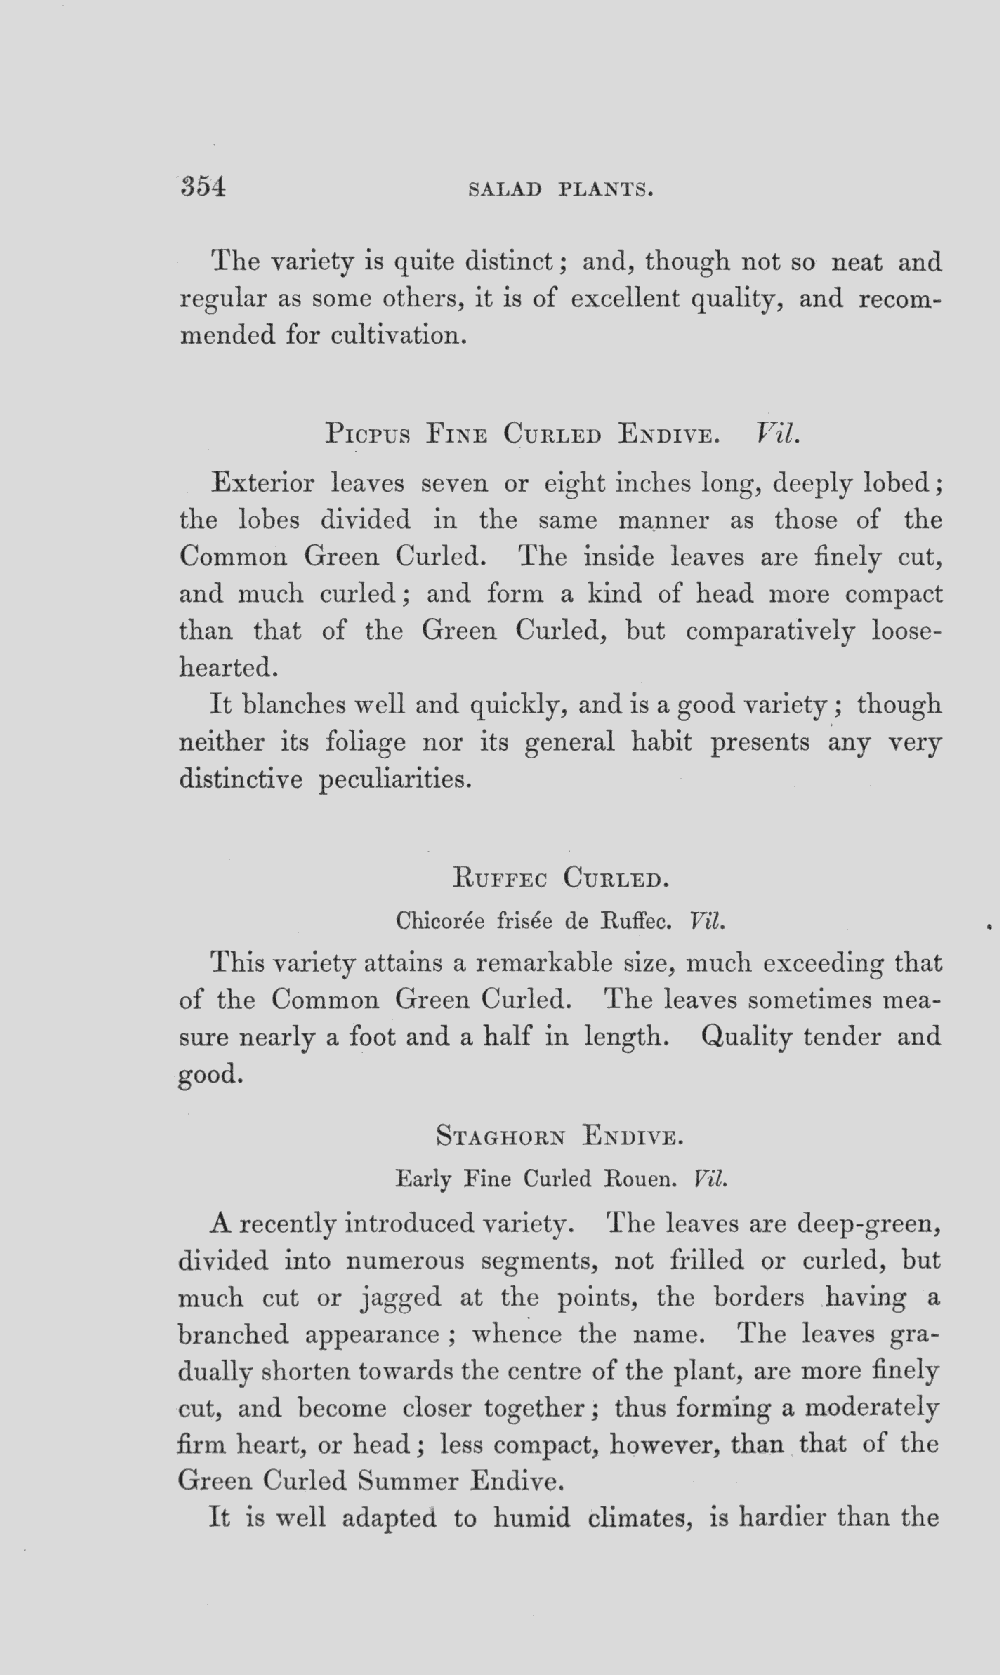 354 SALAD PLANTS.
The variety is quite distinct; and, though not so neat and
regular as some others, it is of excellent quality, and recom-
mended for cultivation.
Picpus Fine Curled Endive. Vil.
Exterior leaves seven or eight inches long, deeply lobed;
the lobes divided in the same manner as those of the
Common Green Curled. The inside leaves are finely cut,
and much curled; and form a kind of head more compact
than that of the Green Curled, but comparatively loose-
hearted.
It blanches well and quickly, and is a good variety; though
neither its foliage nor its general habit presents any very
distinctive peculiarities.
Ruffec Curled.
Chicorée frisée de Ruffec. Vil.
This variety attains a remarkable size, much exceeding that
of the Common Green Curled. The leaves sometimes mea-
sure nearly a foot and a half in length. Quality tender and
good.
Staghorn Endive.
Early Fine Curled Rouen. Vil.
A recently introduced variety. The leaves are deep-green,
divided into numerous segments, not frilled or curled, but
much cut or jagged at the points, the borders having a
branched appearance; whence the name. The leaves gra-
dually shorten towards the centre of the plant, are more finely
cut, and become closer together; thus forming a moderately
firm heart, or head; less compact, however, than that of the
Green Curled Summer Endive.
It is well adapted to humid climates, is hardier than the